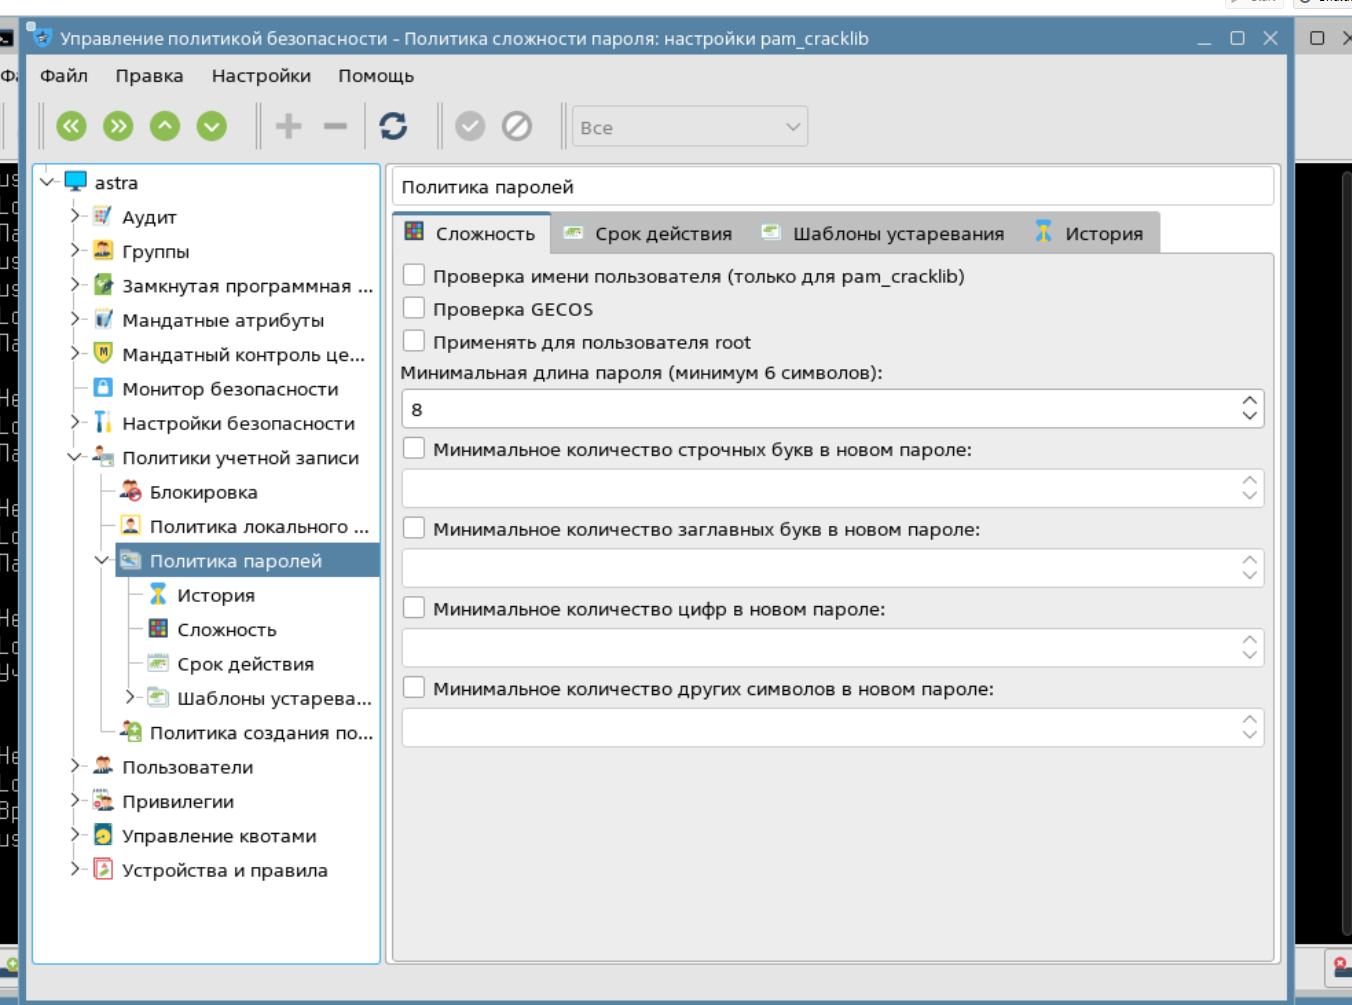 Управление политикой безопасности - Политика сложности пароля: настройки pam_cracklib
Файл Правка Настройки Помощь
Все
astra
Аудит
Группы
Замкнутая программная ...
Мандатные атрибуты
Мандатный контроль це...
Монитор безопасности
Настройки безопасности
Политики учетной записи
Блокировка
Политика локального ...
Политика паролей
История
Сложность
Срок действия
Шаблоны устарева...
Политика создания по...
Пользователи
Привилегии
Управление квотами
Устройства и правила
Политика паролей
Сложность Срок действия Шаблоны устаревания История
Проверка имени пользователя (только для pam_cracklib)
Проверка GECOS
Применять для пользователя root
Минимальная длина пароля (минимум 6 символов):
8
Минимальное количество строчных букв в новом пароле:
Минимальное количество заглавных букв в новом пароле:
Минимальное количество цифр в новом пароле:
Минимальное количество других символов в новом пароле: